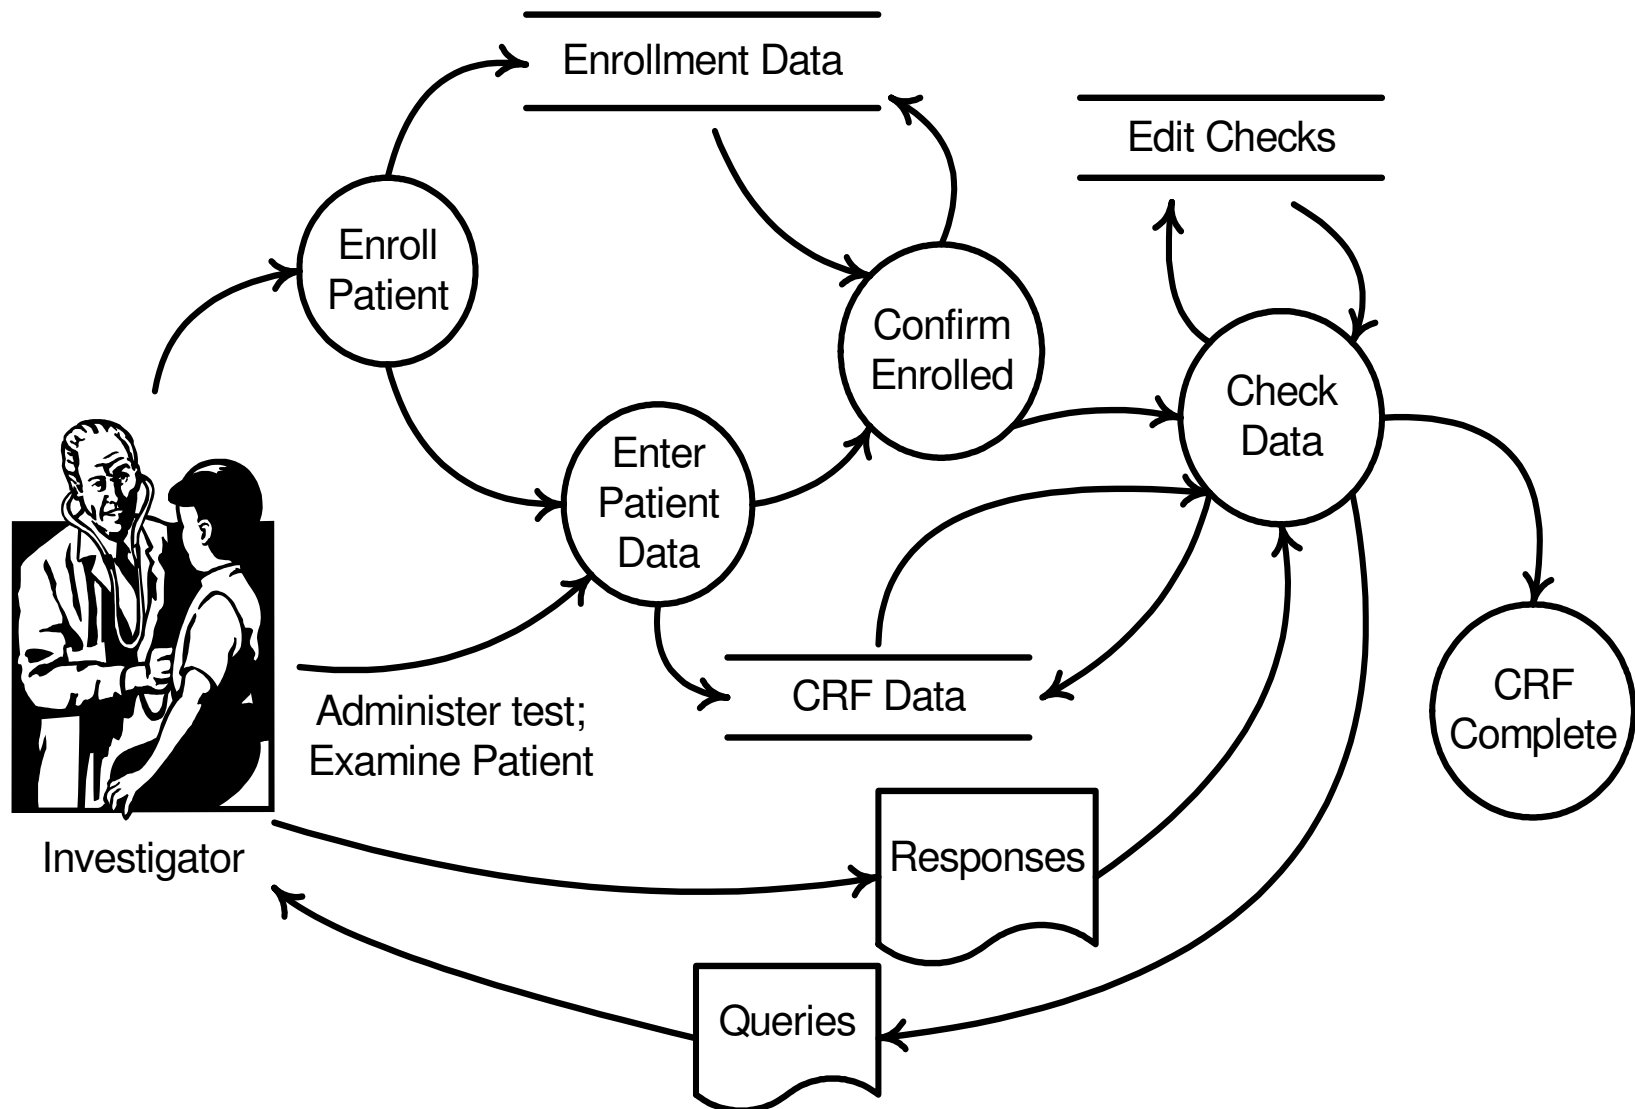 Enrollment Data
Edit Checks
Enroll
Patient
Confirm
Enrolled
Check
Data
Enter
Patient
Data
CRF Data
CRF
Complete
Administer test;
Examine Patient
Investigator
Responses
Queries